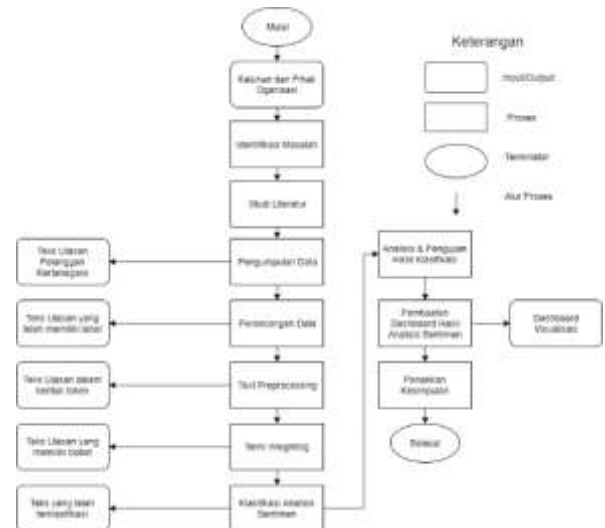 Mulai
Keterangan
Keluhan dari Pihak
Organisasi
Input/Output
Identifikasi Masalah
Proses
Terminator
Studi Literatur
Alur Proses
Teks Ulasan
Pelanggan
Kertanegara
Pengumpulan Data
Analisis & Pengujian
Hasil Klasifikasi
Teks Ulasan yang
telah memiliki label
Perancangan Data
Pembuatan
Dashboard Hasil
Analisis Sentimen
Dashboard
Visualisasi
Teks Ulasan dalam
bentuk token
Text Preprocessing
Penarikan
Kesimpulan
Teks Ulasan yang
memiliki bobot
Term Weighting
Selesai
Teks yang telah
terklasifikasi
Klasifikasi Analisis
Sentimen